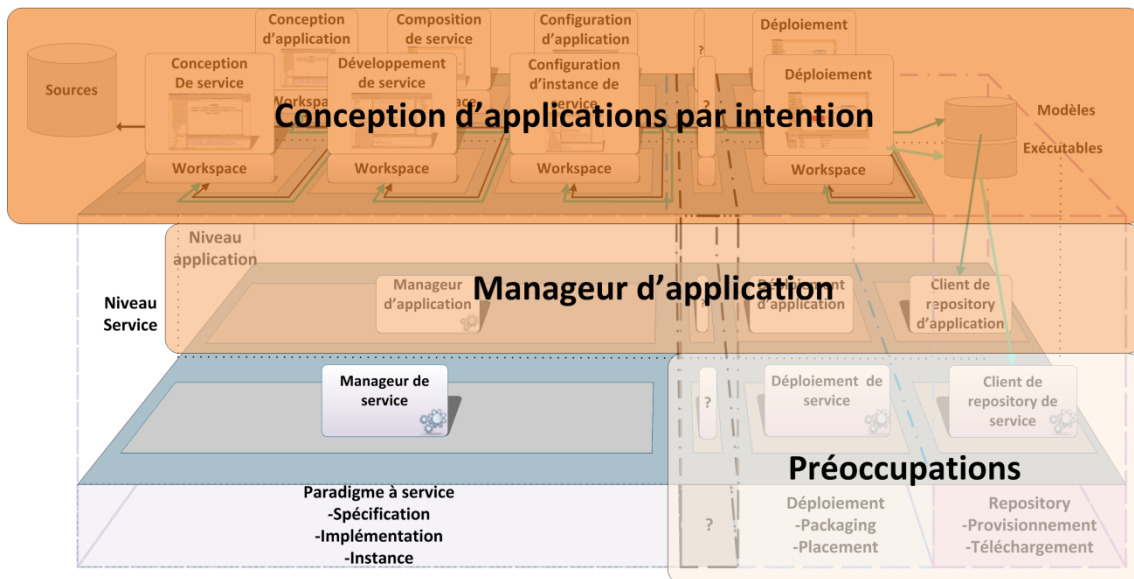 Conception
d’application
Composition
de service
Configuration
d’application
?
Déploiement
Sources
Conception
De service
Développement
de service
Configuration
d’instance de
service
?
Déploiement
Modèles
Exécutables
Conception d’applications par intention
Workspace
Workspace
Workspace
?
Workspace
Niveau
application
Manageur d’application
Manageur
d’application
?
Déploiement
d’application
Client de
repository
d’application
Niveau
Service
Manageur de
service
?
Déploiement de
service
Client de
repository de
service
Préoccupations
Paradigme à service
-Spécification
-Implémentation
-Instance
?
Déploiement
-Packaging
-Placement
Repository
-Provisionnement
-Téléchargement